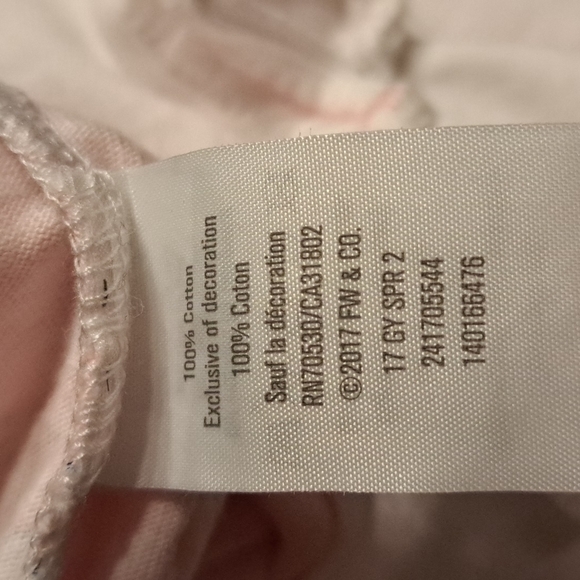 100% Cotton
Exclusive of decoration
100% Coton
Sauf la décoration
RN70530/CA31802
©2017 FW & CO.
17 GY SPR 2
241705544
140166476